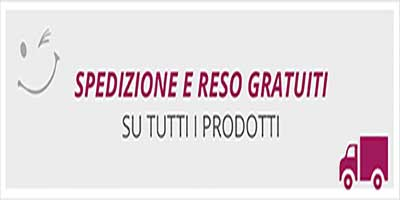 SPEDIZIONE E RESO GRATUITI
SU TUTTI I PRODOTTI